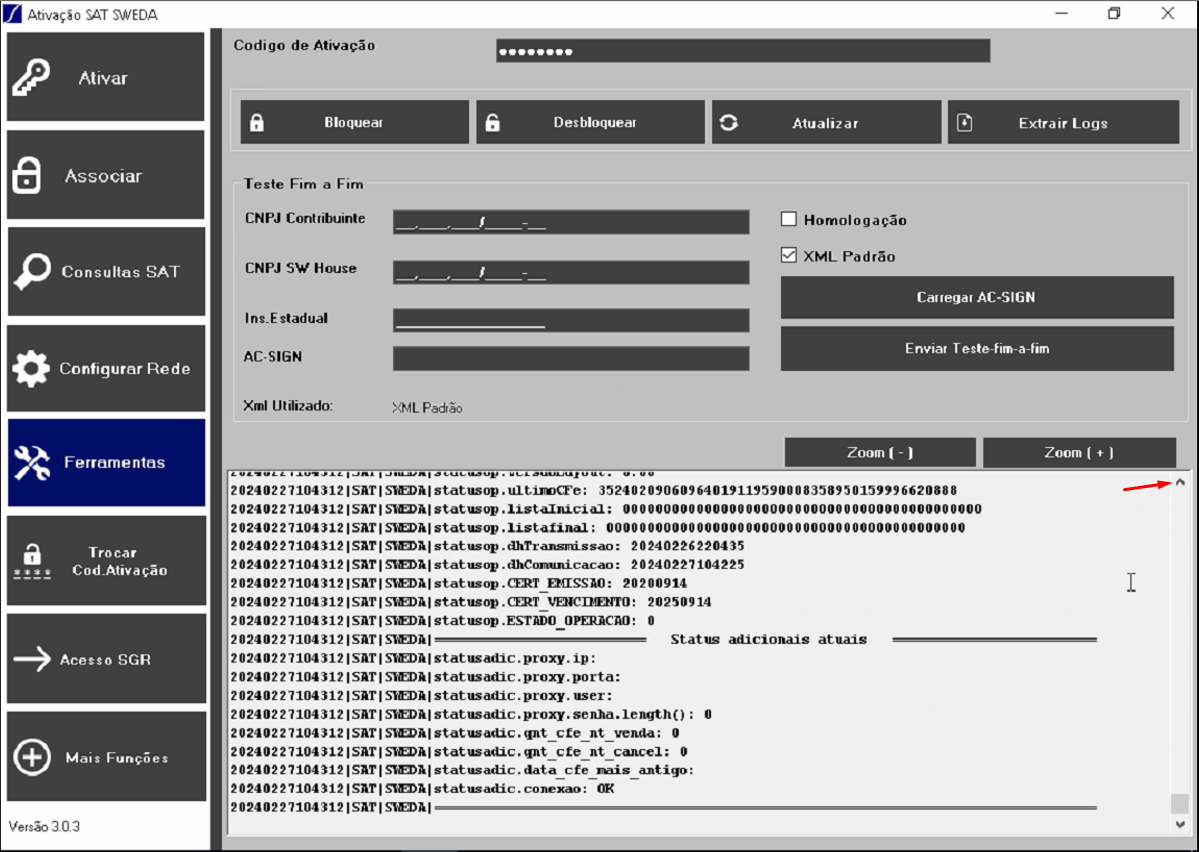 Ativação SAT SWEDA
Codigo de Ativação
Ativar
Bloquear
Desbloquear
Atualizar
Extrair Logs
Associar
Teste Fim a Fim
CNPJ Contribuinte
__.___.___/____-__
Homologação
XML Padrão
CNPJ SW House
__.___.___/____-__
Consultas SAT
Carregar AC-SIGN
Ins.Estadual
Enviar Teste-fim-a-fim
AC-SIGN
Configurar Rede
Xml Utilizado:
XML Padrão
Ferramentas
Zoom ( - )
Zoom ( + )
20240227104312|SAT|SWEDA|statusop.versaoLayout: 0.00
20240227104312|SAT|SWEDA|statusop.ultimoCFe: 35240209060964019119590008358950159996620888
20240227104312|SAT|SWEDA|statusop.listaInicial: 00000000000000000000000000000000000000000000
20240227104312|SAT|SWEDA|statusop.listafinal: 00000000000000000000000000000000000000000000
20240227104312|SAT|SWEDA|statusop.dhTransmissao: 20240226220435
20240227104312|SAT|SWEDA|statusop.dhComunicacao: 20240227104225
20240227104312|SAT|SWEDA|statusop.CERT_EMISSAO: 20200914
20240227104312|SAT|SWEDA|statusop.CERT_VENCIMENTO: 20250914
20240227104312|SAT|SWEDA|statusop.ESTADO_OPERACAO: 0
20240227104312|SAT|SWEDA|══════════ Status adicionais atuais ══════════
20240227104312|SAT|SWEDA|statusadic.proxy.ip:
20240227104312|SAT|SWEDA|statusadic.proxy.porta:
20240227104312|SAT|SWEDA|statusadic.proxy.user:
20240227104312|SAT|SWEDA|statusadic.proxy.senha.length(): 0
20240227104312|SAT|SWEDA|statusadic.qnt_cfe_nt_venda: 0
20240227104312|SAT|SWEDA|statusadic.qnt_cfe_nt_cancel: 0
20240227104312|SAT|SWEDA|statusadic.data_cfe_mais_antigo:
20240227104312|SAT|SWEDA|statusadic.conexao: OK
20240227104312|SAT|SWEDA|══════════════════════════════
Trocar
Cod.Ativação
****
Acesso SGR
Mais Funções
Versão 3.0.3